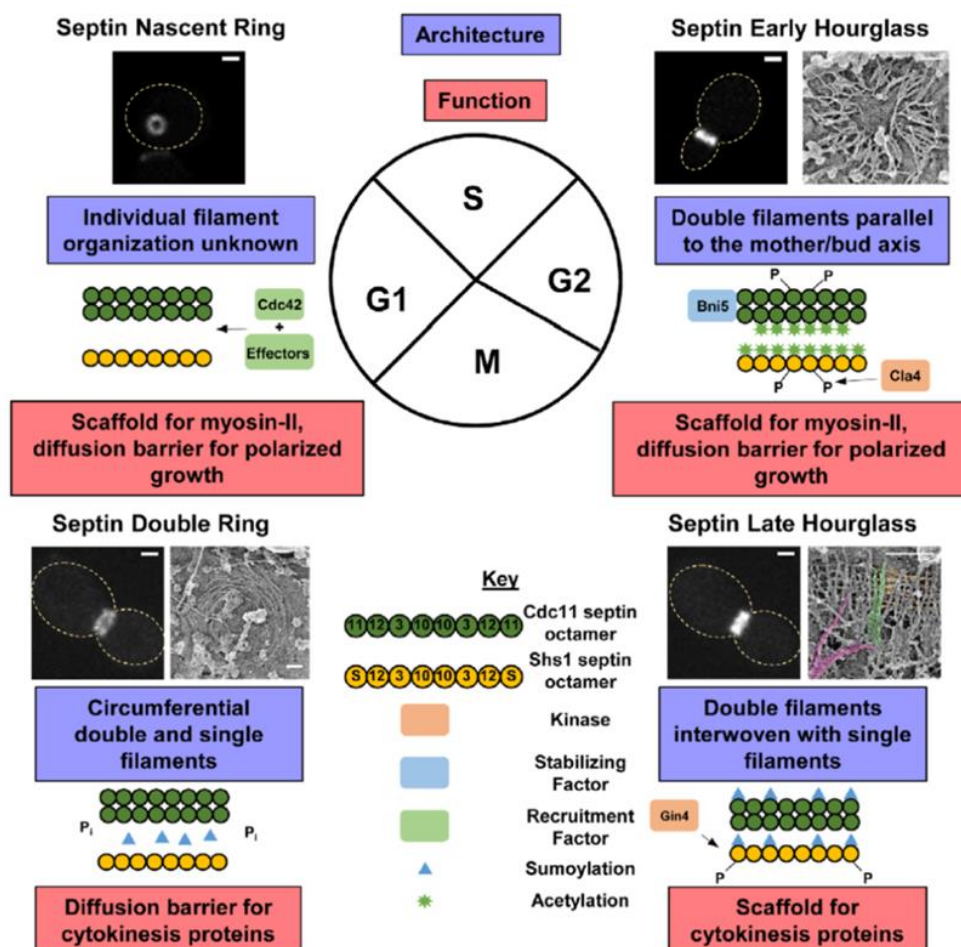 Septin Nascent Ring
Architecture
Function
Septin Early Hourglass
Individual filament
organization unknown
Cdc42
+
Effectors
Scaffold for myosin-II,
diffusion barrier for polarized
growth
S
G1
G2
M
Double filaments parallel
to the mother/bud axis
P
P
Bni5
Cla4
P
P
Scaffold for myosin-II,
diffusion barrier for polarized
growth
Septin Double Ring
Circumferential
double and single
filaments
Pi
Pi
Diffusion barrier for
cytokinesis proteins
Key
11 12 3 10 10 3 12 11
Cdc11 septin
octamer
S 12 3 10 10 3 12 S
Shs1 septin
octamer
Kinase
Stabilizing
Factor
Recruitment
Factor
Sumoylation
Acetylation
Septin Late Hourglass
Double filaments
interwoven with single
filaments
Gin4
P
P
Scaffold for
cytokinesis proteins